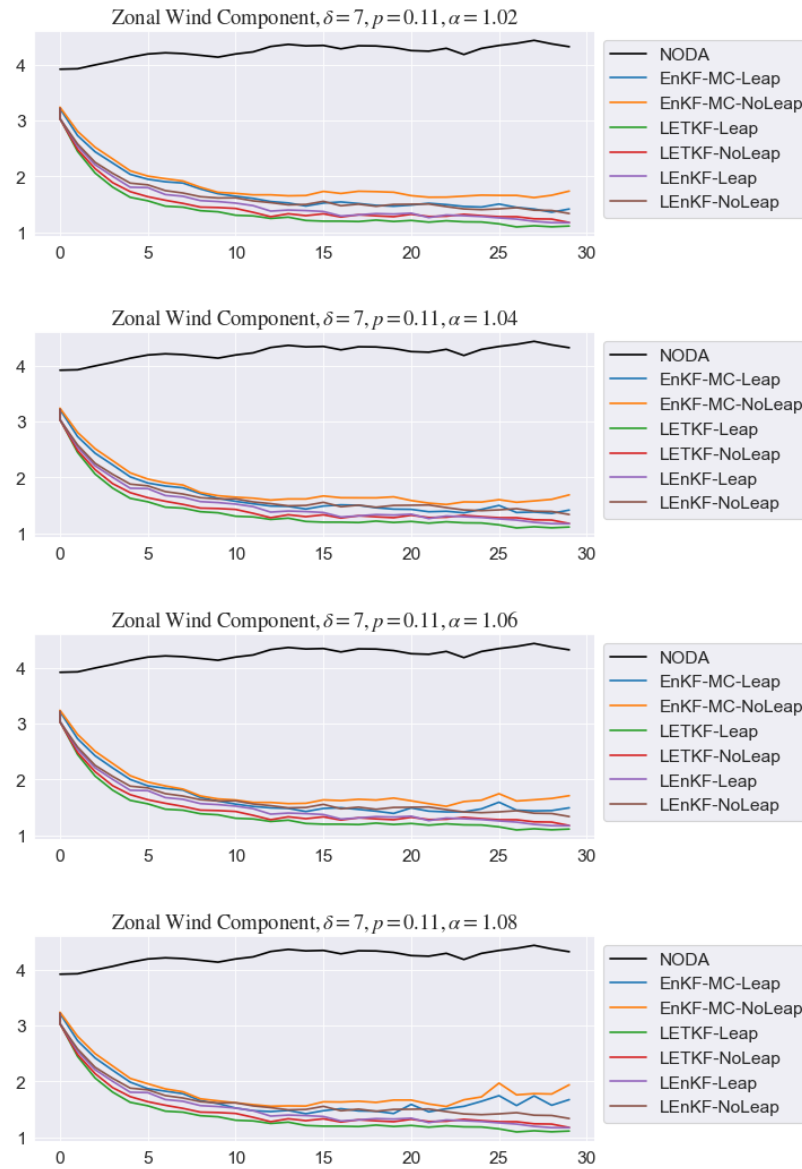 Zonal Wind Component, δ = 7, p = 0.11, α = 1.02
4
3
2
1
0 5 10 15 20 25 30
NODA
EnKF-MC-Leap
EnKF-MC-NoLeap
LETKF-Leap
LETKF-NoLeap
LEnKF-Leap
LEnKF-NoLeap
Zonal Wind Component, δ = 7, p = 0.11, α = 1.04
4
3
2
1
0 5 10 15 20 25 30
NODA
EnKF-MC-Leap
EnKF-MC-NoLeap
LETKF-Leap
LETKF-NoLeap
LEnKF-Leap
LEnKF-NoLeap
Zonal Wind Component, δ = 7, p = 0.11, α = 1.06
4
3
2
1
0 5 10 15 20 25 30
NODA
EnKF-MC-Leap
EnKF-MC-NoLeap
LETKF-Leap
LETKF-NoLeap
LEnKF-Leap
LEnKF-NoLeap
Zonal Wind Component, δ = 7, p = 0.11, α = 1.08
4
3
2
1
0 5 10 15 20 25 30
NODA
EnKF-MC-Leap
EnKF-MC-NoLeap
LETKF-Leap
LETKF-NoLeap
LEnKF-Leap
LEnKF-NoLeap